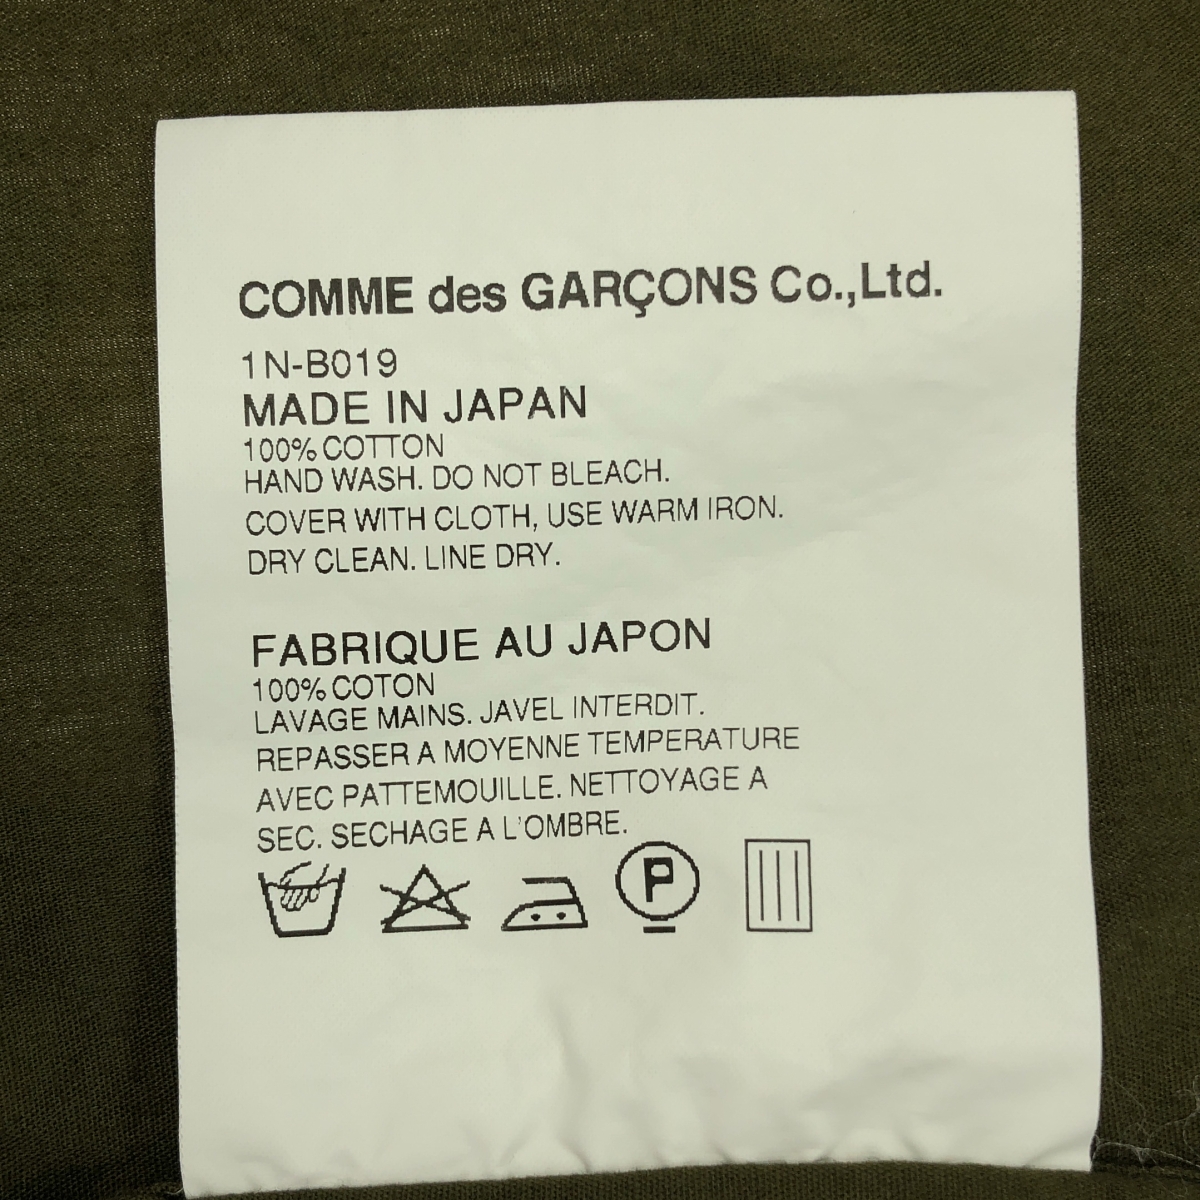 COMME des GARÇONS Co.,Ltd.
1N-B019
MADE IN JAPAN
100% COTTON
HAND WASH. DO NOT BLEACH.
COVER WITH CLOTH, USE WARM IRON.
DRY CLEAN. LINE DRY.
FABRIQUE AU JAPON
100% COTON
LAVAGE MAINS. JAVEL INTERDIT.
REPASSER A MOYENNE TEMPERATURE
AVEC PATTEMOUILLE. NETTOYAGE A
SEC. SECHAGE A L'OMBRE.
P